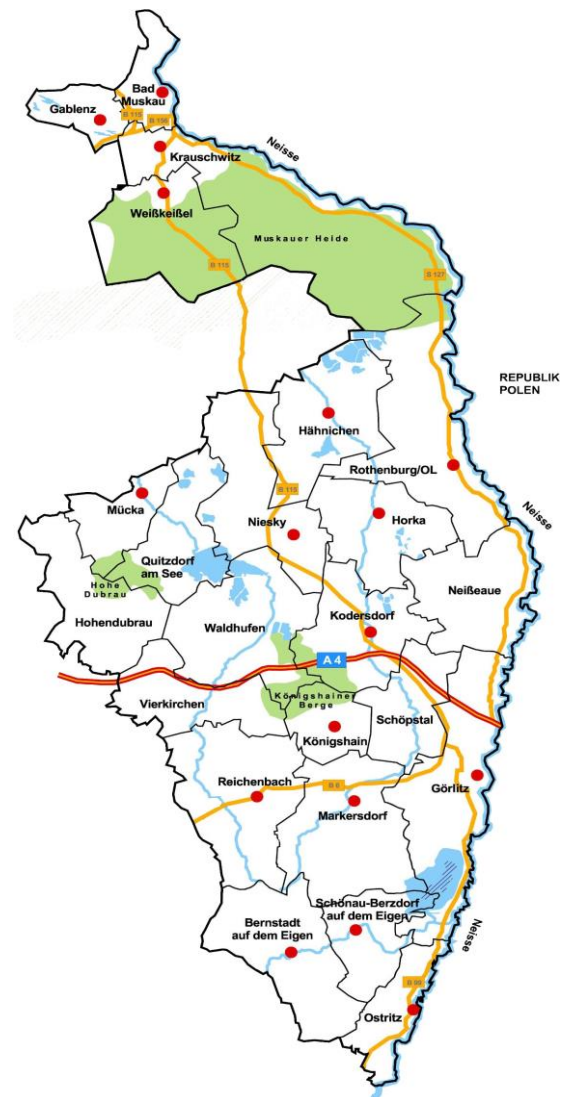 Bad
Muskau
Gablenz
B 115
B 156
Krauschwitz
Neisse
Weißkeißel
Muskauer Heide
B 115
B 127
REPUBLIK
POLEN
Hähnichen
Rothenburg/OL
B 115
Mücka
Niesky
Horka
Neisse
Quitzdorf
am See
Hohe
Dubrau
Neißeaue
Hohendubrau
Waldhufen
Kodersdorf
A 4
Vierkirchen
Königshainer
Berge
Schöpstal
Königshain
Reichenbach
B 6
Görlitz
Markersdorf
Schönau-Berzdorf
auf dem Eigen
Bernstadt
auf dem Eigen
Neisse
B 99
Ostritz